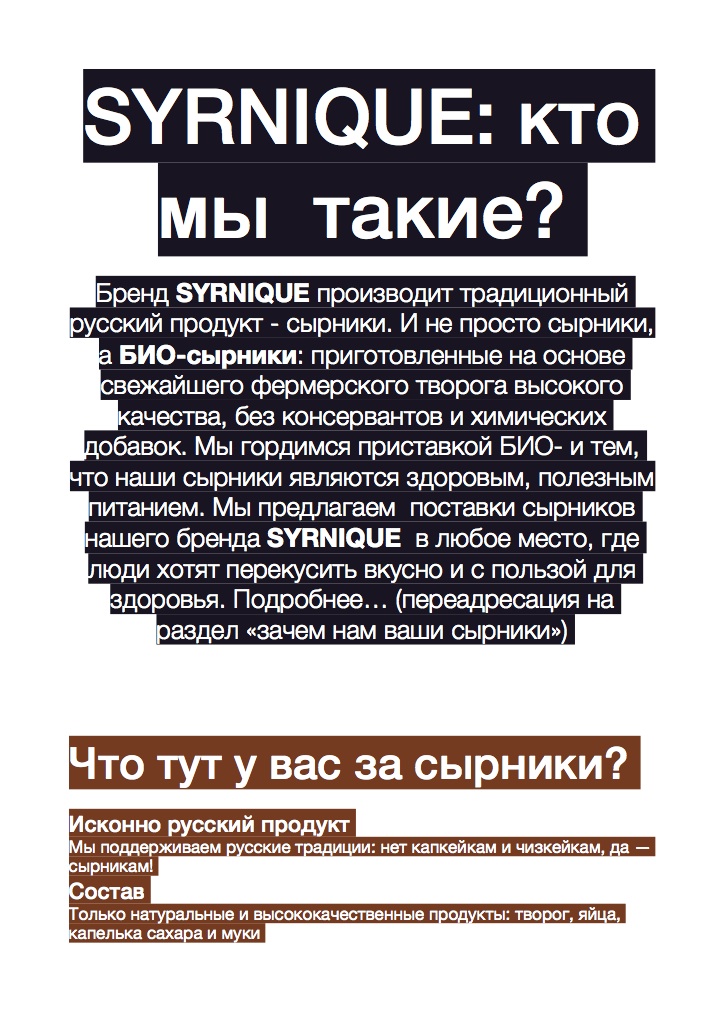 SYRNIQUE: кто
мы  такие?
Бренд SYRNIQUE производит традиционный
русский продукт - сырники. И не просто сырники,
а БИО-сырники: приготовленные на основе
свежайшего фермерского творога высокого
качества, без консервантов и химических
добавок. Мы гордимся приставкой БИО- и тем,
что наши сырники являются здоровым, полезным
питанием. Мы предлагаем  поставки сырников
нашего бренда SYRNIQUE  в любое место, где
люди хотят перекусить вкусно и с пользой для
здоровья. Подробнее… (переадресация на
раздел «зачем нам ваши сырники»)
Что тут у вас за сырники?
Исконно русский продукт
Мы поддерживаем русские традиции: нет капкейкам и чизкейкам, да —
сырникам!
Состав
Только натуральные и высококачественные продукты: творог, яйца,
капелька сахара и муки